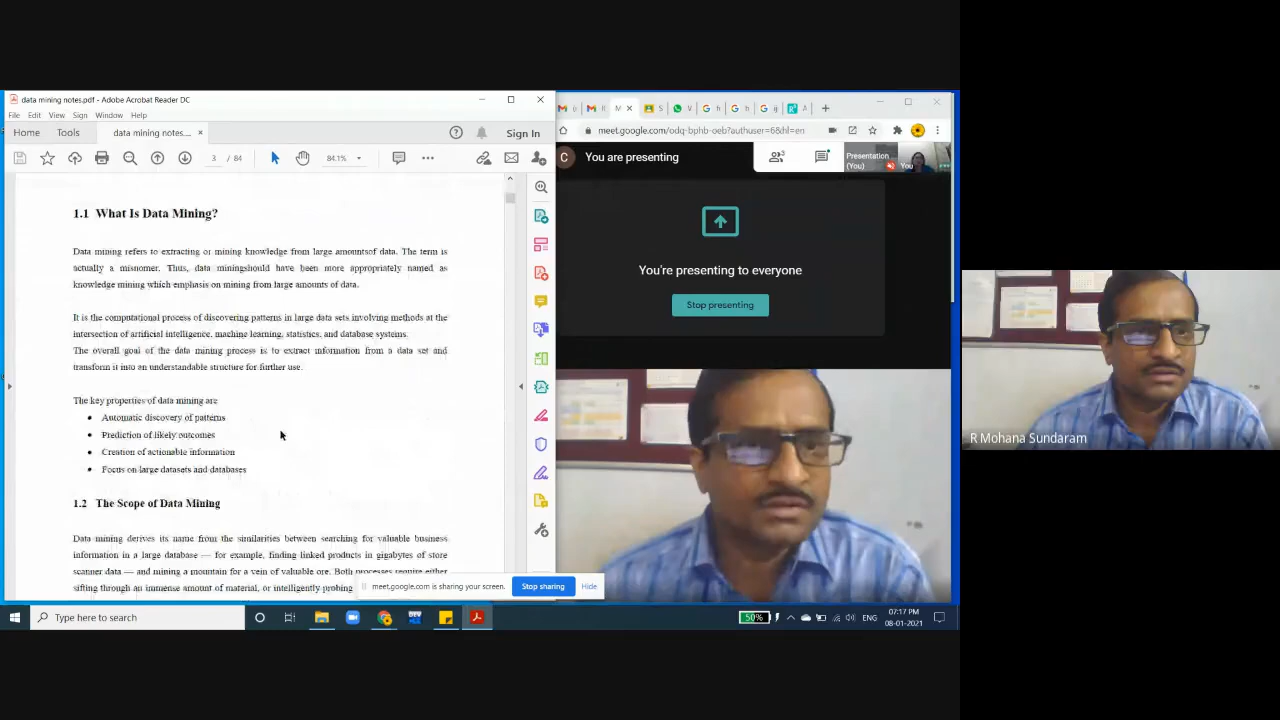 data mining notes.pdf - Adobe Acrobat Reader DC
File Edit View Sign Window Help
Home Tools data mining notes.... × Sign In
3 / 84 84.1%
1.1 What Is Data Mining?
Data mining refers to extracting or mining knowledge from large amountsof data. The term is
actually a misnomer. Thus, data miningshould have been more appropriately named as
knowledge mining which emphasis on mining from large amounts of data.
It is the computational process of discovering patterns in large data sets involving methods at the
intersection of artificial intelligence, machine learning, statistics, and database systems.
The overall goal of the data mining process is to extract information from a data set and
transform it into an understandable structure for further use.
The key properties of data mining are
• Automatic discovery of patterns
• Prediction of likely outcomes
• Creation of actionable information
• Focus on large datasets and databases
1.2 The Scope of Data Mining
Data mining derives its name from the similarities between searching for valuable business
information in a large database — for example, finding linked products in gigabytes of store
scanner data — and mining a mountain for a vein of valuable ore. Both processes require either
sifting through an immense amount of material, or intelligently probing
meet.google.com is sharing your screen. Stop sharing Hide
meet.google.com/odq-bphb-oeb?authuser=6&hl=en
C You are presenting
3
Presentation
(You) You
You're presenting to everyone
Stop presenting
R Mohana Sundaram
Type here to search
50% ENG
07:17 PM
08-01-2021